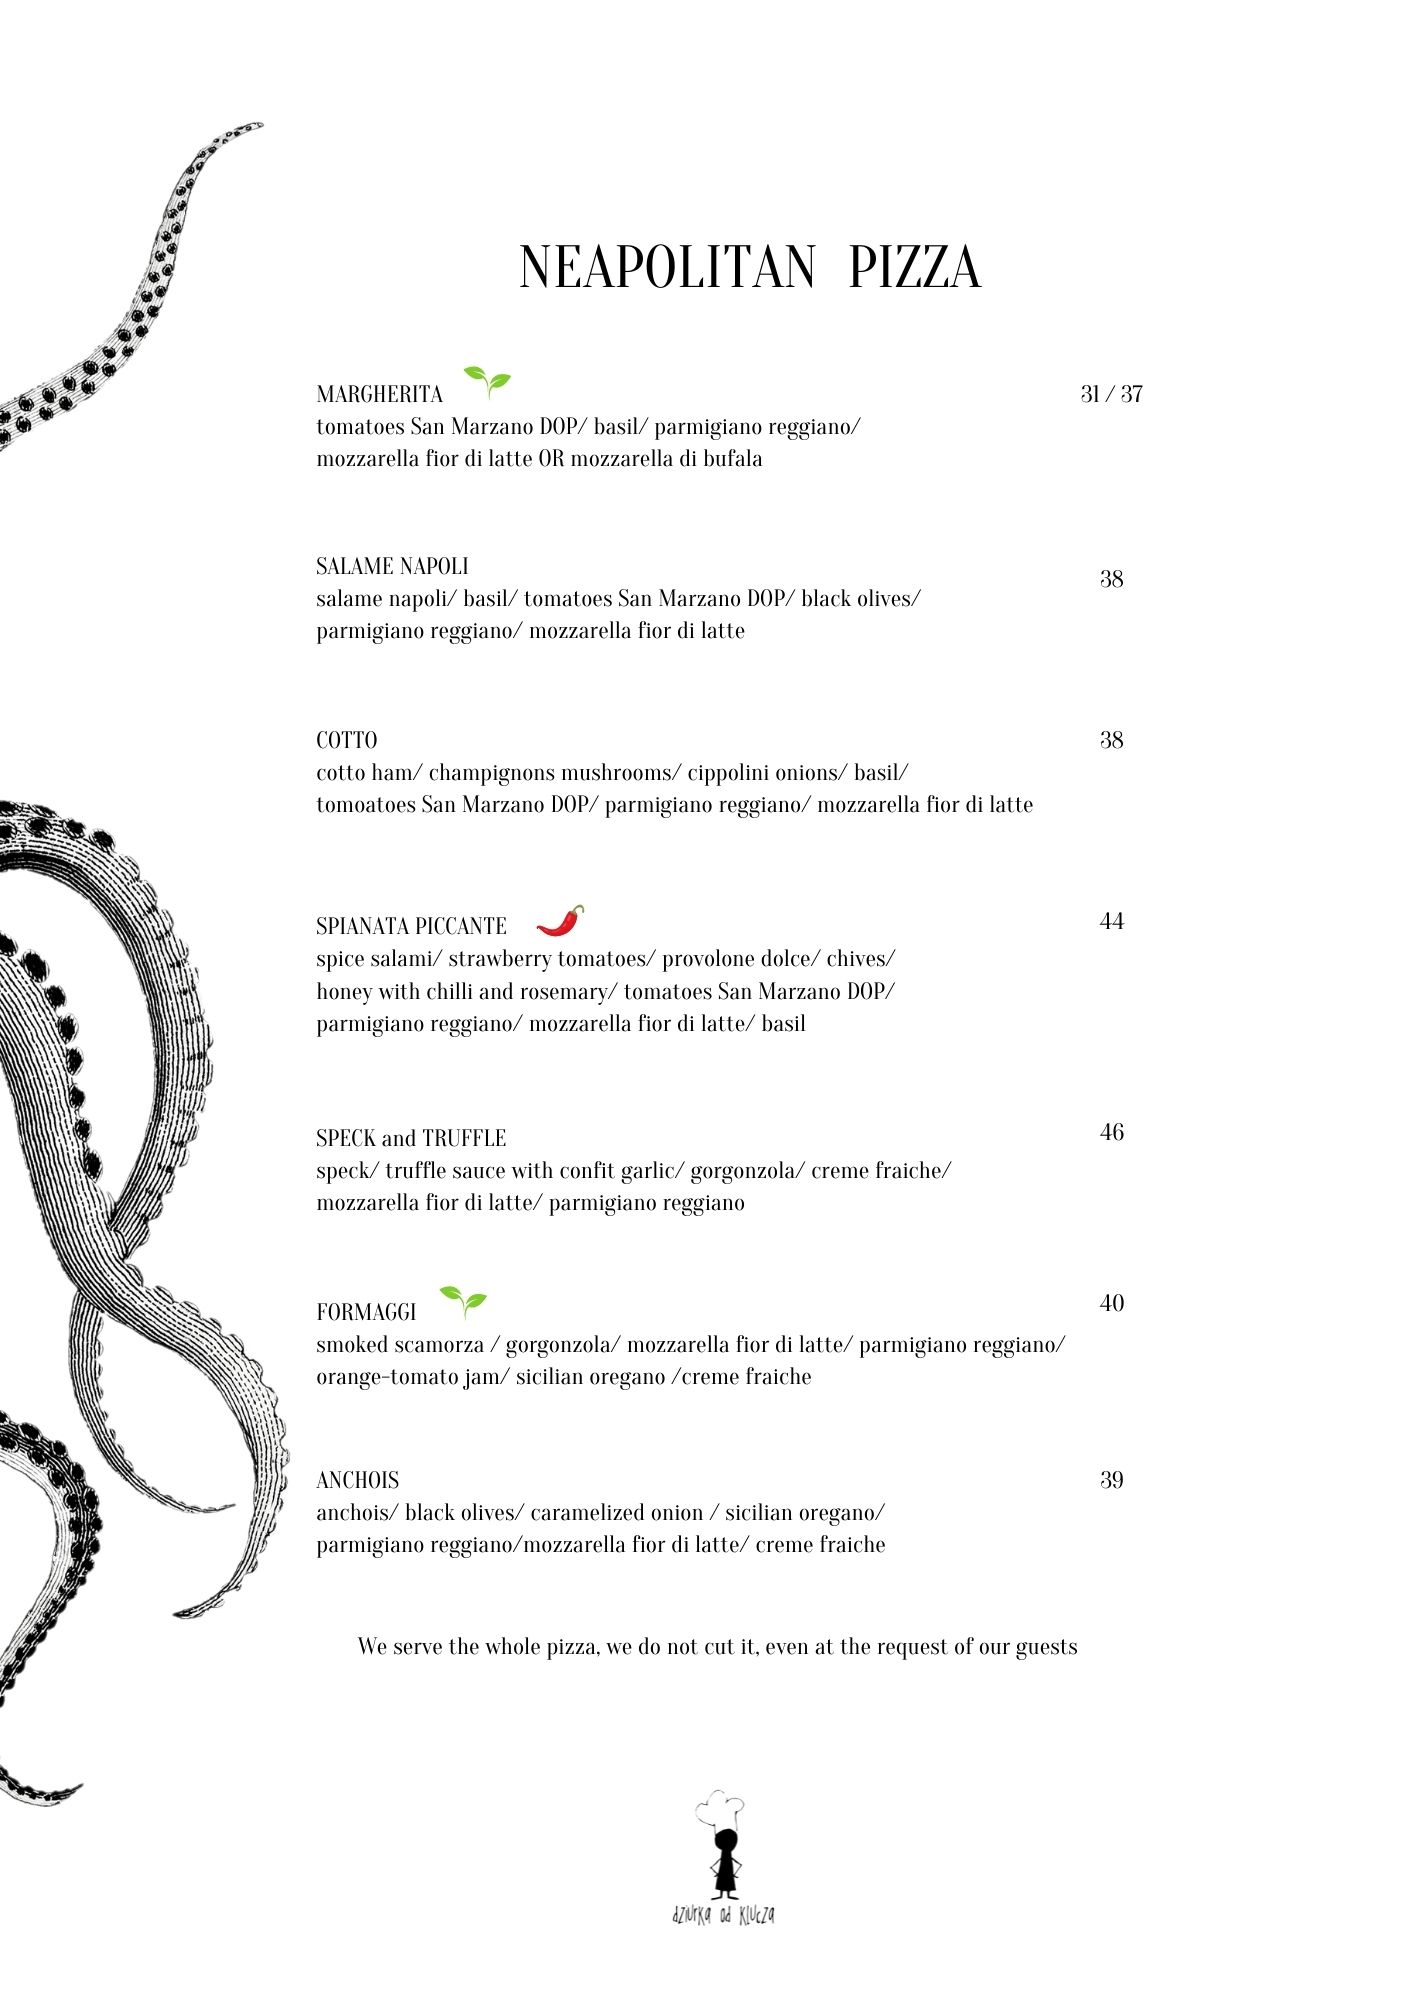 NEAPOLITAN PIZZA
MARGHERITA 31 / 37
tomatoes San Marzano DOP/ basil/ parmigiano reggiano/
mozzarella fior di latte OR mozzarella di bufala
SALAME NAPOLI 38
salame napoli/ basil/ tomatoes San Marzano DOP/ black olives/
parmigiano reggiano/ mozzarella fior di latte
COTTO 38
cotto ham/ champignons mushrooms/ cippolini onions/ basil/
tomoatoes San Marzano DOP/ parmigiano reggiano/ mozzarella fior di latte
SPIANATA PICCANTE 44
spice salami/ strawberry tomatoes/ provolone dolce/ chives/
honey with chilli and rosemary/ tomatoes San Marzano DOP/
parmigiano reggiano/ mozzarella fior di latte/ basil
SPECK and TRUFFLE 46
speck/ truffle sauce with confit garlic/ gorgonzola/ creme fraiche/
mozzarella fior di latte/ parmigiano reggiano
FORMAGGI 40
smoked scamorza / gorgonzola/ mozzarella fior di latte/ parmigiano reggiano/
orange-tomato jam/ sicilian oregano /creme fraiche
ANCHOIS 39
anchois/ black olives/ caramelized onion / sicilian oregano/
parmigiano reggiano/mozzarella fior di latte/ creme fraiche
We serve the whole pizza, we do not cut it, even at the request of our guests
dziurka od klucza